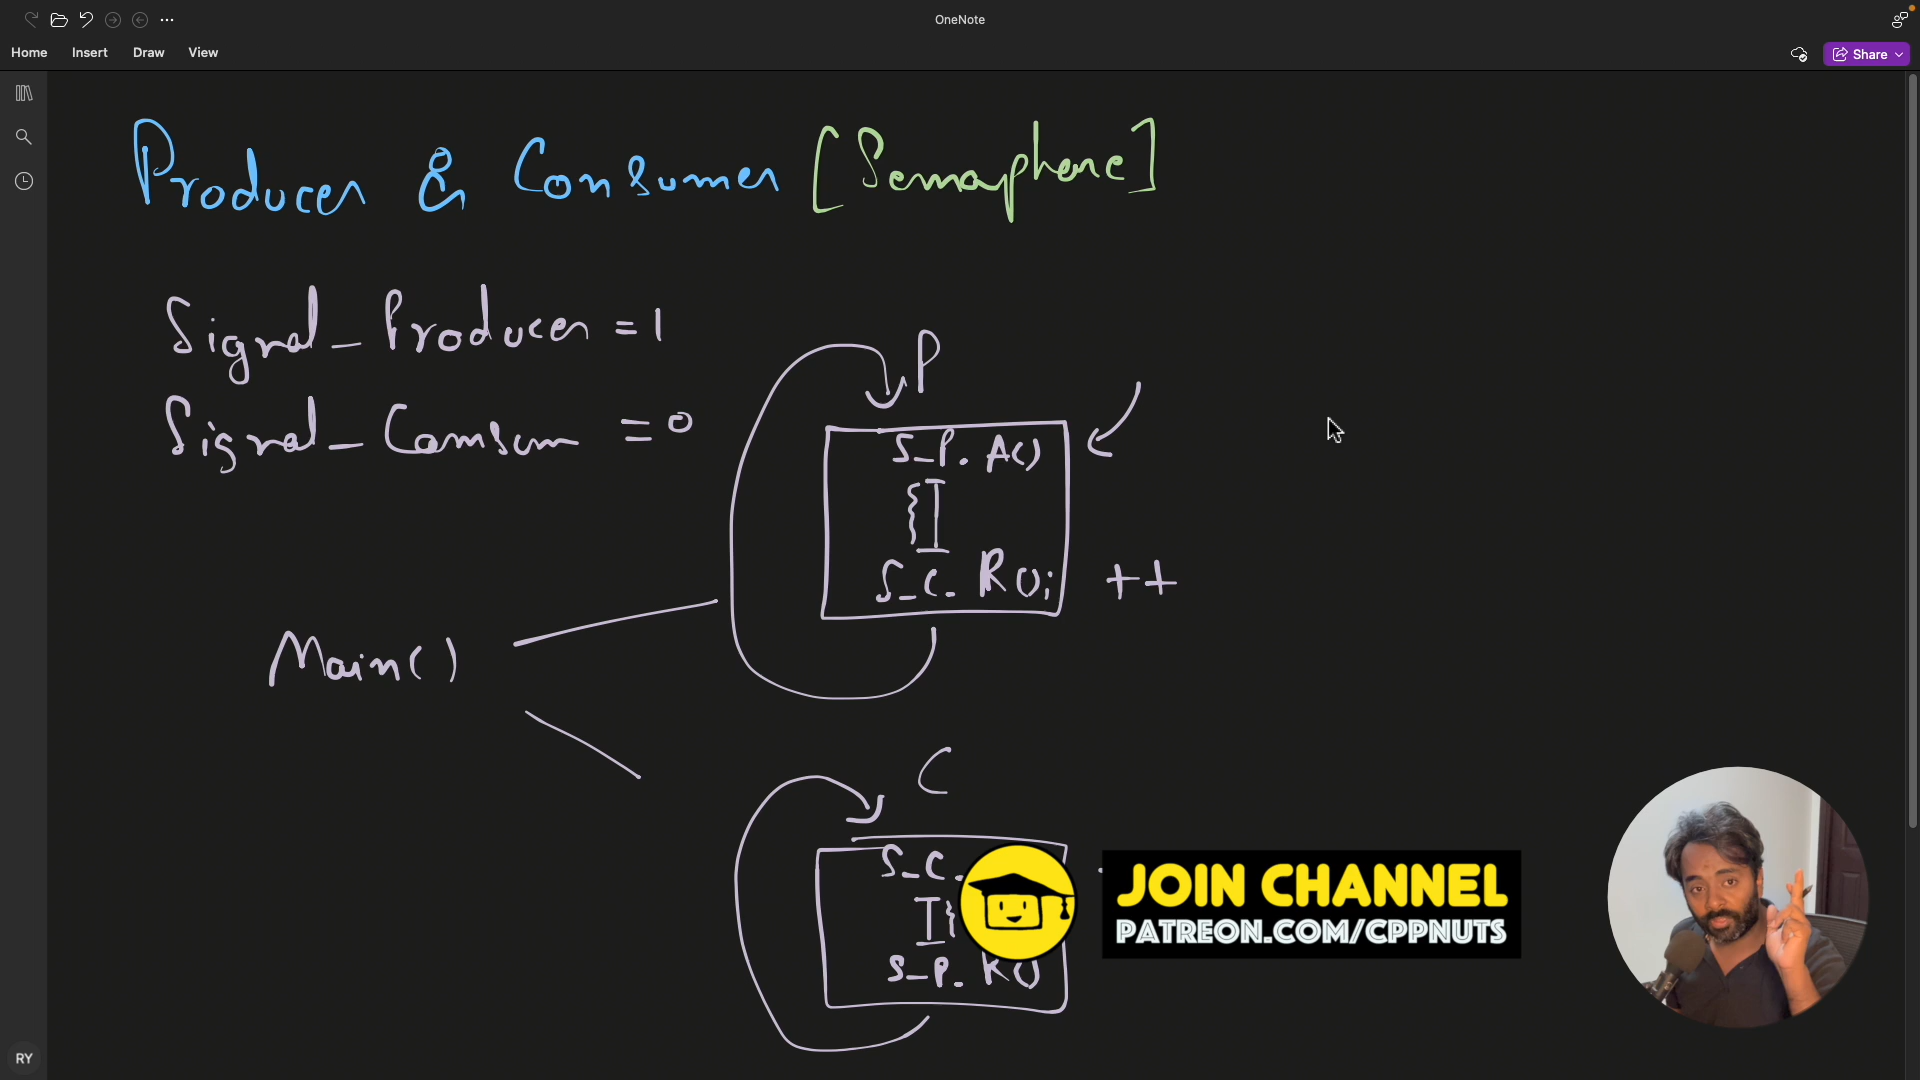 OneNote
Home Insert Draw View
Share
Producer & Consumer [Semaphore]
Signal_Producer = 1
P
Signal_Consum = 0
S_P. A()
S_C. R(); ++
Main()
C
S_C.
JOIN CHANNEL
PATREON.COM/CPPNUTS
S_P. R()
RY